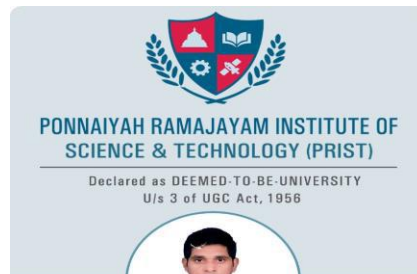 PONNAIYAH RAMAJAYAM INSTITUTE OF
SCIENCE & TECHNOLOGY (PRIST)
Declared as DEEMED-TO-BE-UNIVERSITY
U/s 3 of UGC Act, 1956